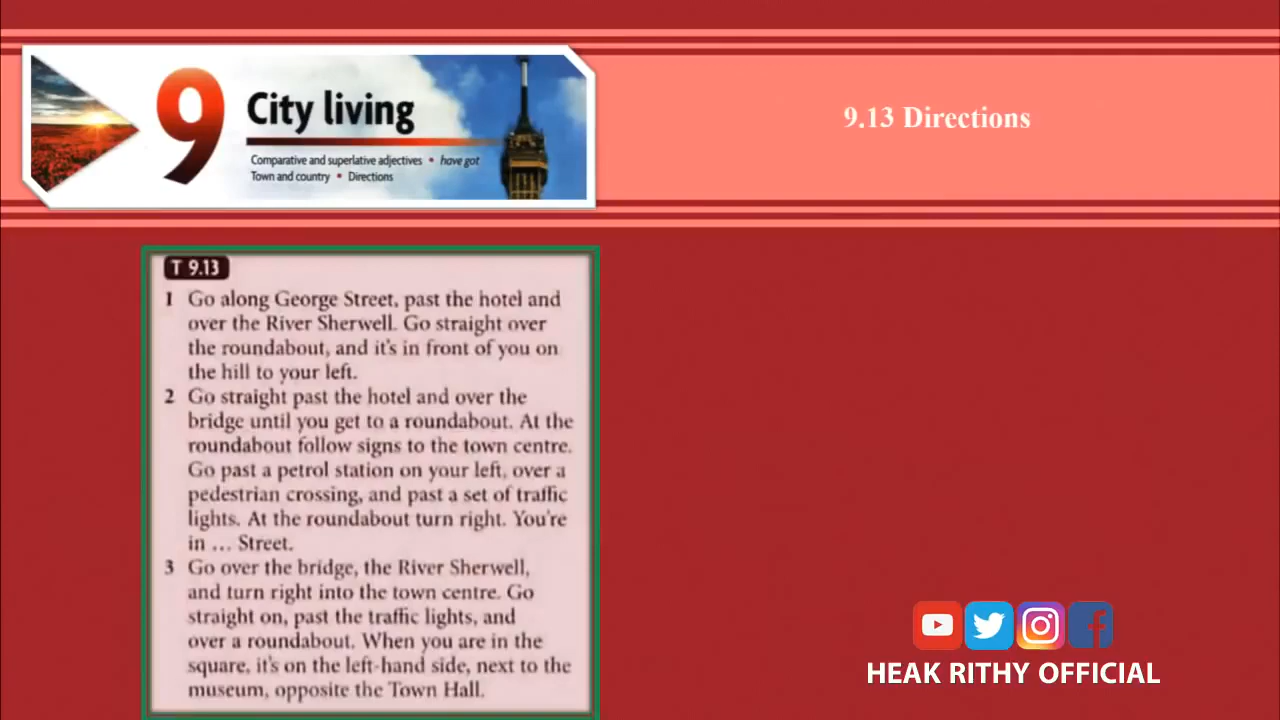 9
City living
Comparative and superlative adjectives • have got
Town and country • Directions
9.13 Directions
T 9.13
1 Go along George Street, past the hotel and
over the River Sherwell. Go straight over
the roundabout, and it's in front of you on
the hill to your left.
2 Go straight past the hotel and over the
bridge until you get to a roundabout. At the
roundabout follow signs to the town centre.
Go past a petrol station on your left, over a
pedestrian crossing, and past a set of traffic
lights. At the roundabout turn right. You're
in … Street.
3 Go over the bridge, the River Sherwell,
and turn right into the town centre. Go
straight on, past the traffic lights, and
over a roundabout. When you are in the
square, it's on the left-hand side, next to the
museum, opposite the Town Hall.
HEAK RITHY OFFICIAL